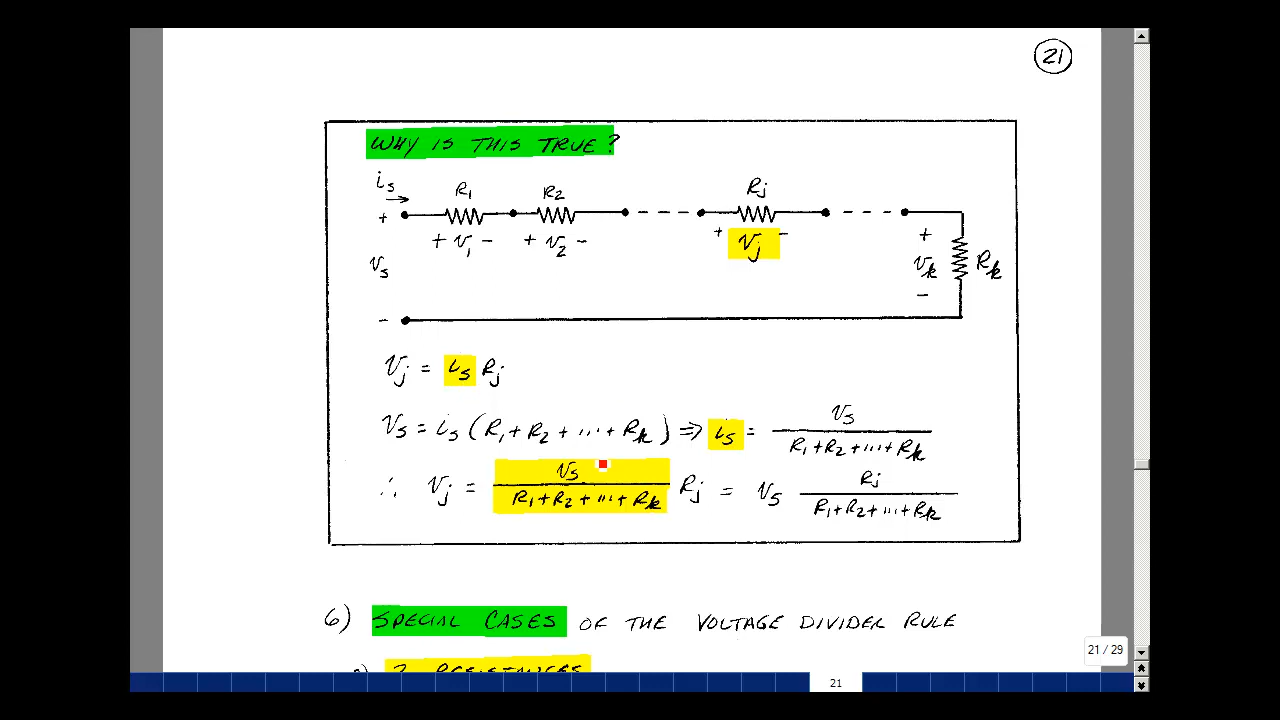 21
WHY IS THIS TRUE?
is
R1 R2 Rj
+ + v1 - + v2 - + vj - + vk - Rk
vs
-
vj = is Rj
vs = is (R1+R2+...+Rk) ⇒ is = vs / (R1+R2+...+Rk)
∴ vj = vs / (R1+R2+...+Rk) Rj = vs Rj / (R1+R2+...+Rk)
6) SPECIAL CASES OF THE VOLTAGE DIVIDER RULE
2 RESISTANCES
21 / 29
21